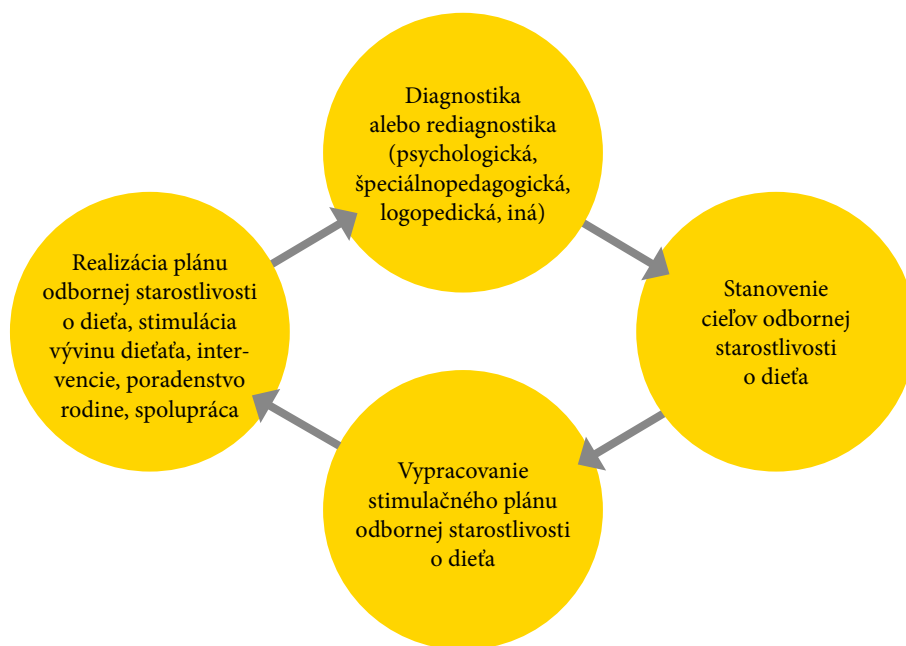 Diagnostika
alebo rediagnostika
(psychologická,
špeciálnopedagogická,
logopedická, iná)
Stanovenie
cieľov odbornej
starostlivosti
o dieťa
Vypracovanie
stimulačného plánu
odbornej starostlivosti
o dieťa
Realizácia plánu
odbornej starostlivosti
o dieťa, stimulácia
vývinu dieťaťa, inter-
vencie, poradenstvo
rodine, spolupráca